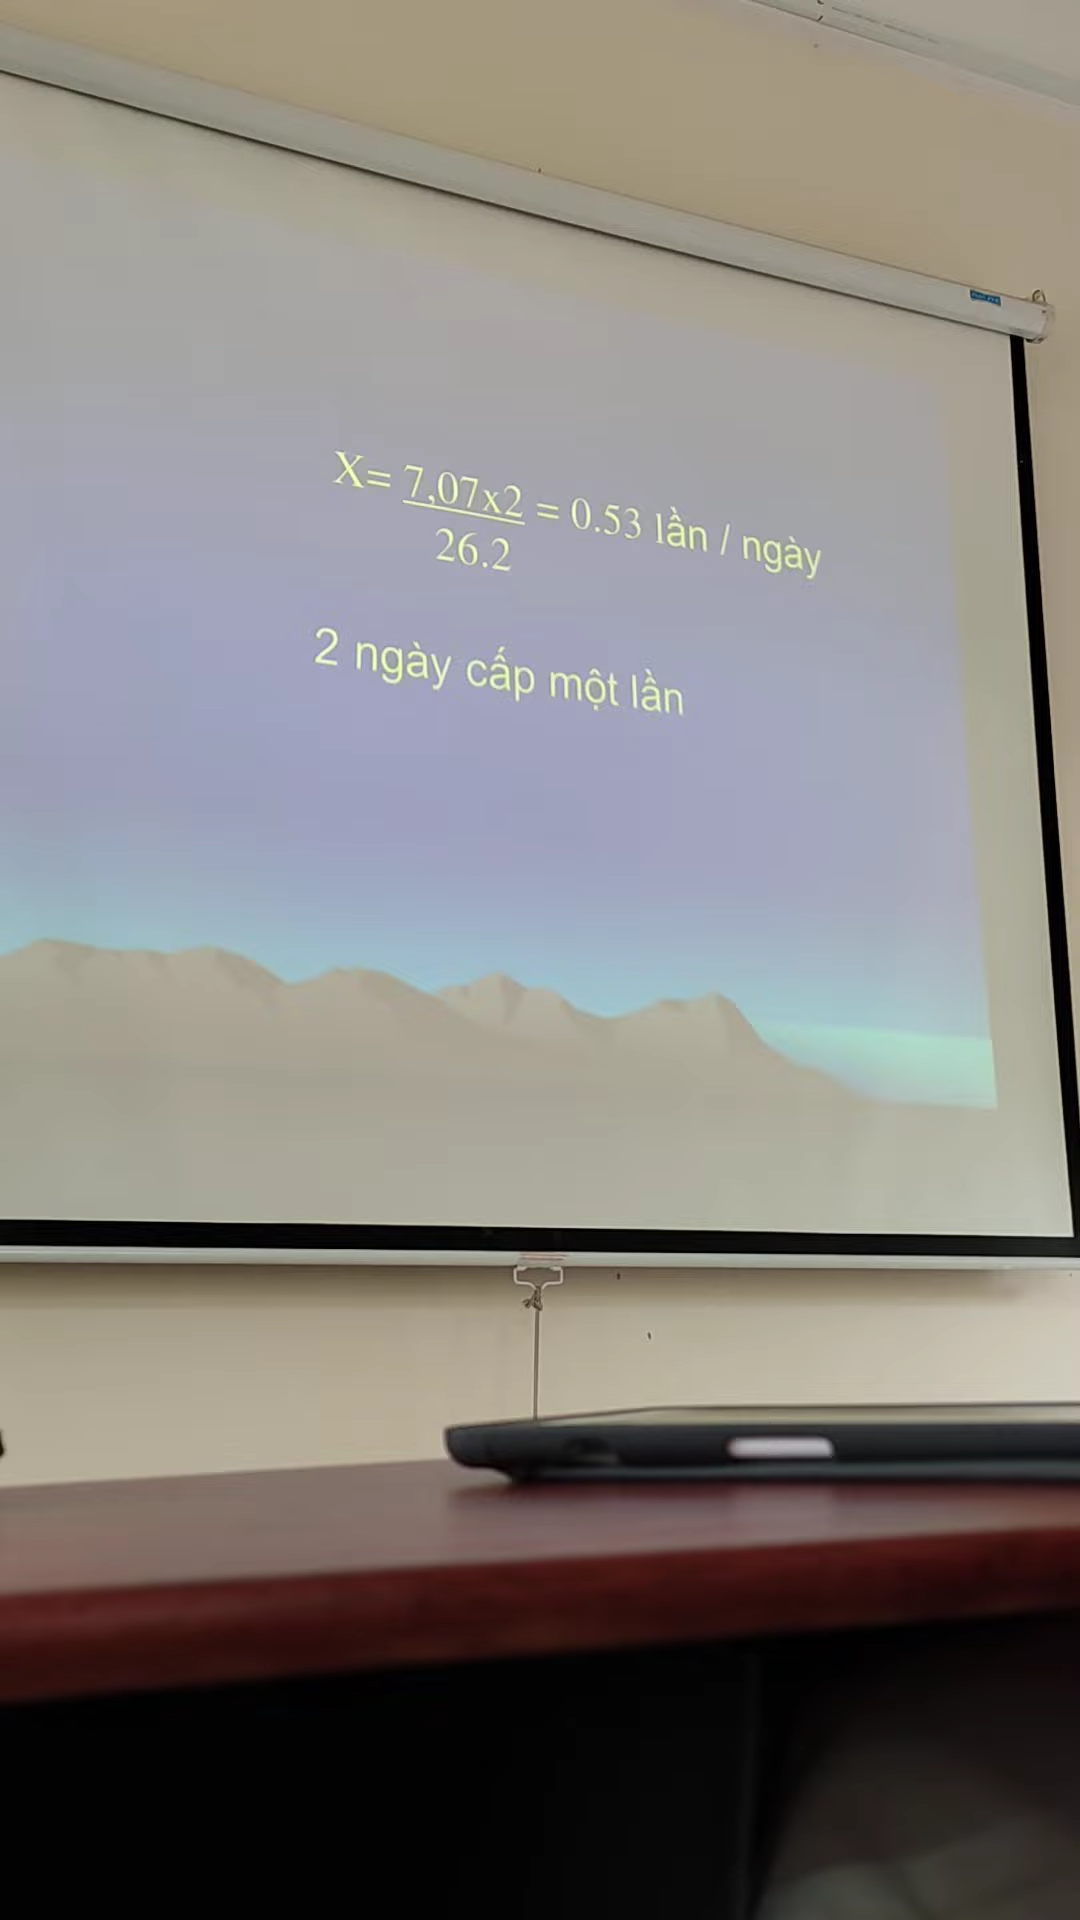 X= 7,07x2 = 0.53 lần / ngày
26.2
2 ngày cấp một lần